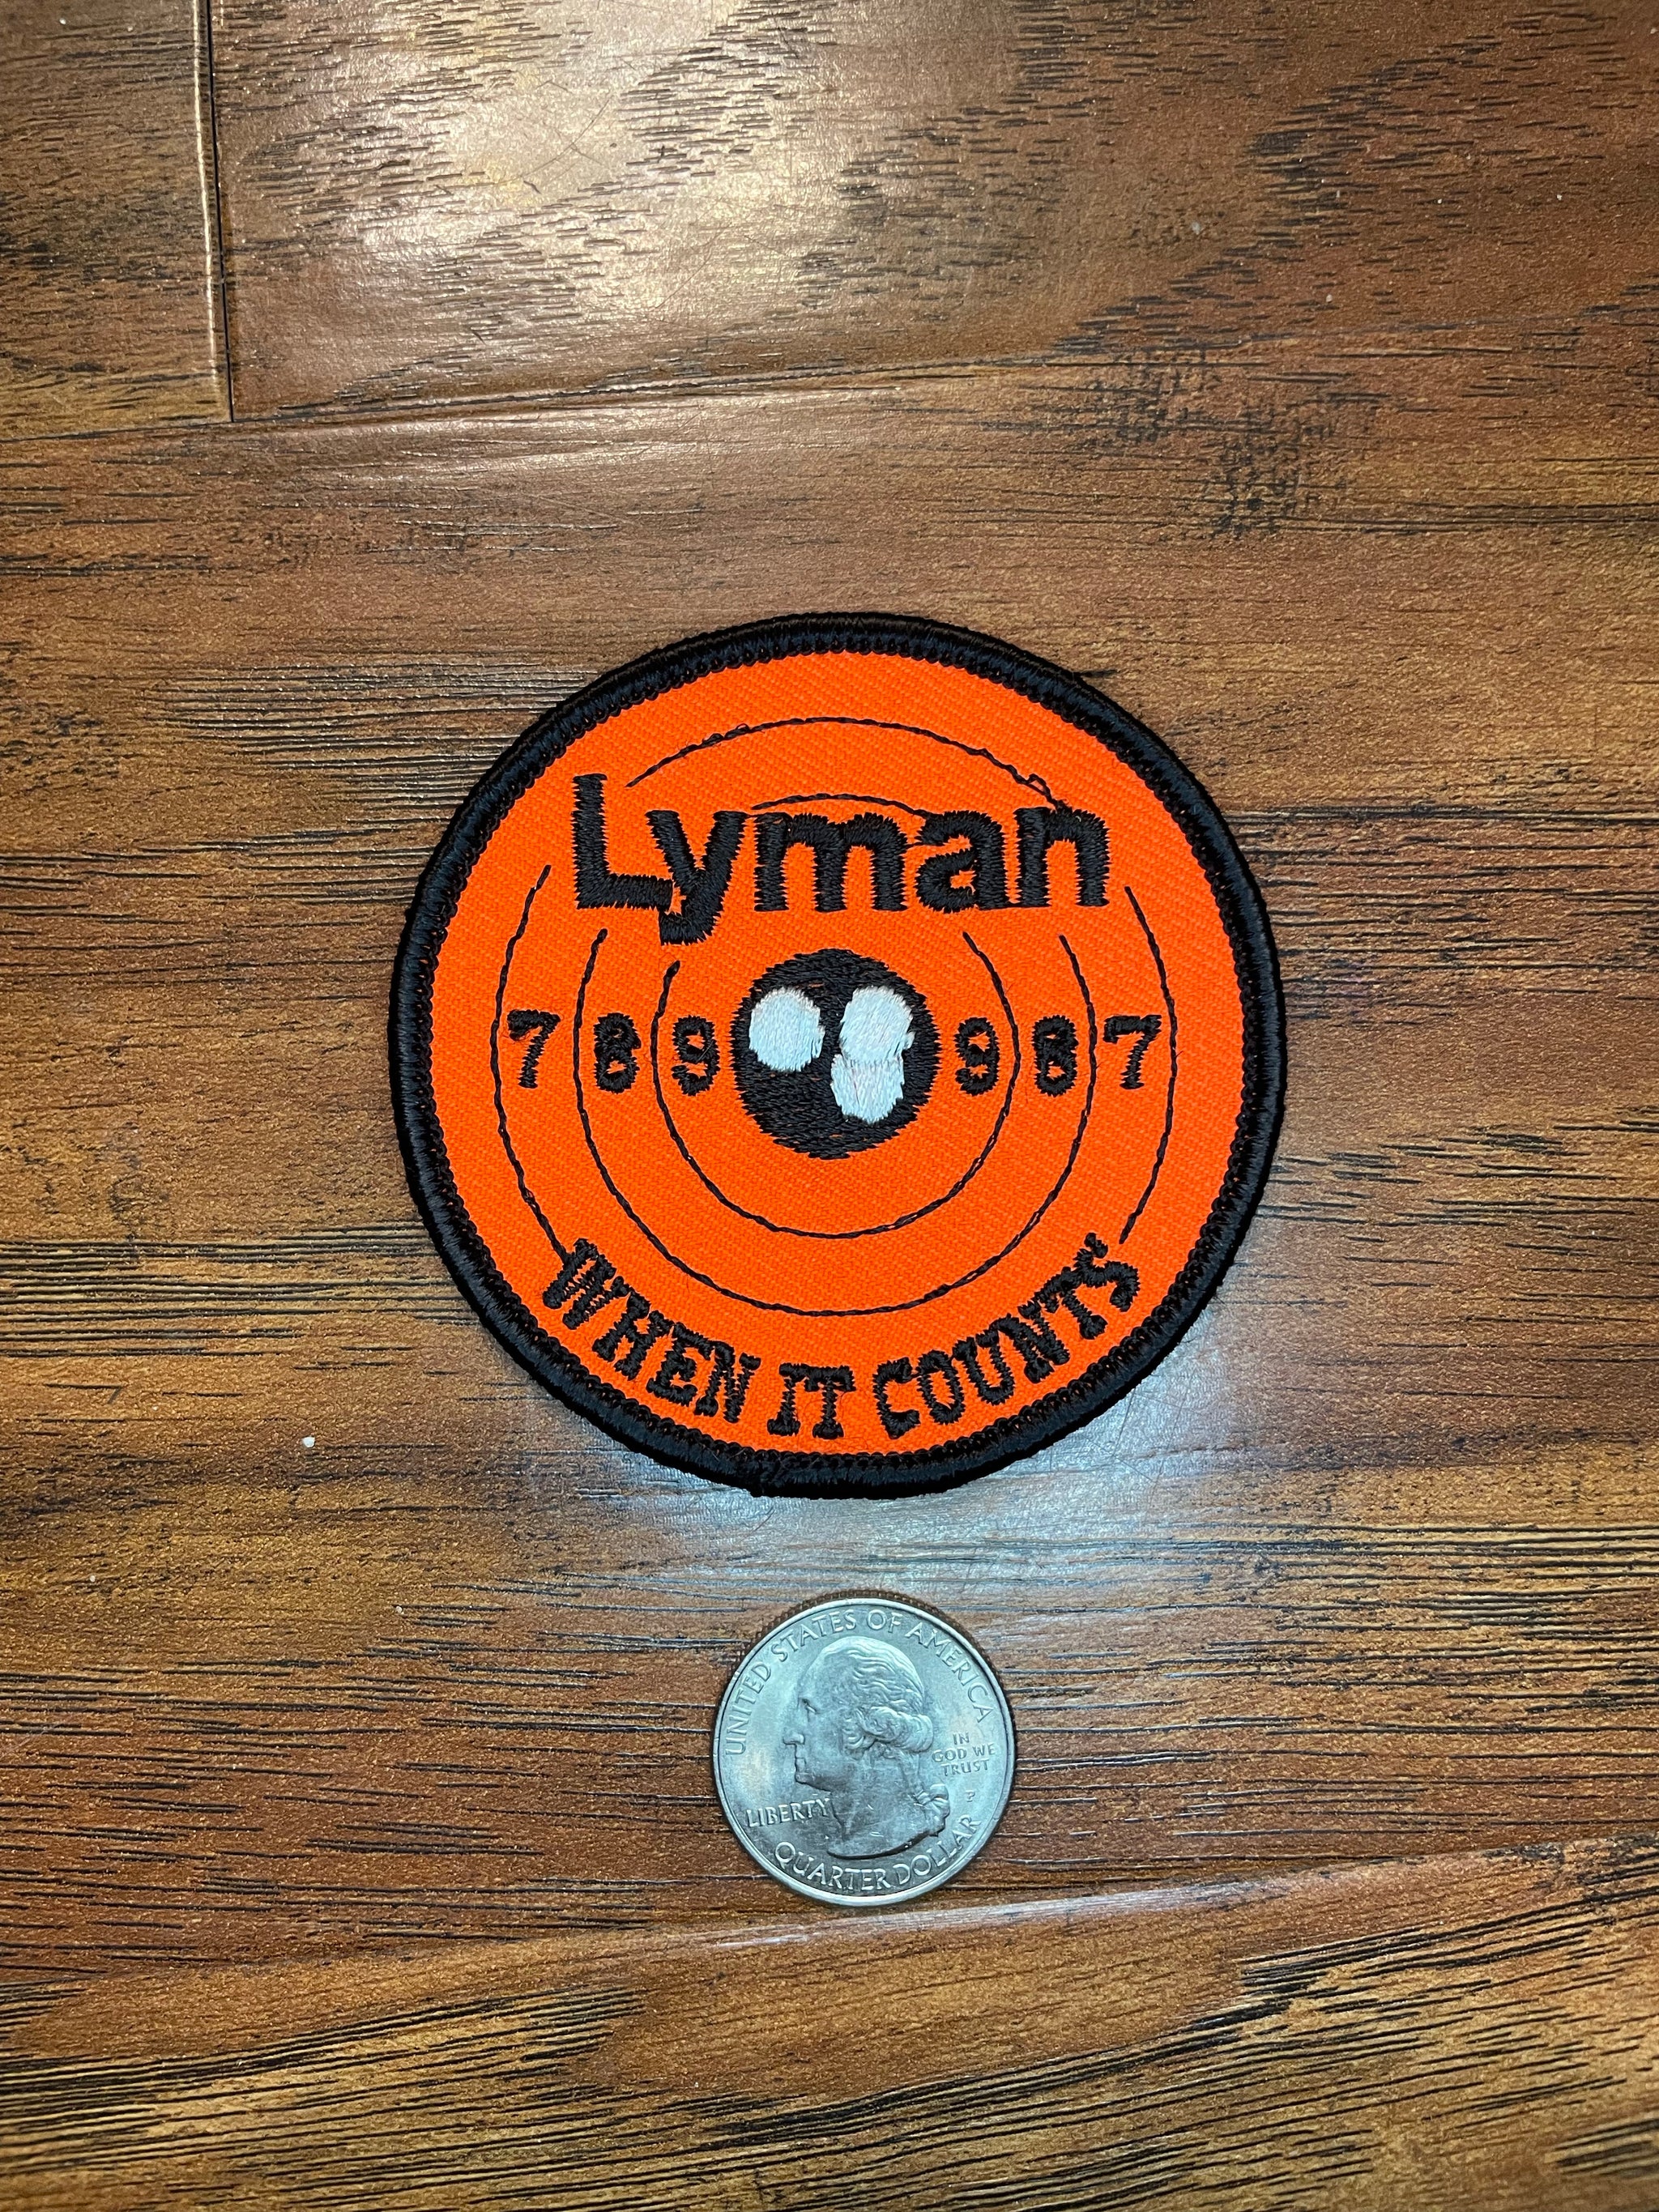 Lyman
7 8 9 9 8 7
WHEN IT COUNTS
UNITED STATES OF AMERICA
IN
GOD WE
TRUST
P
LIBERTY
QUARTER DOLLAR